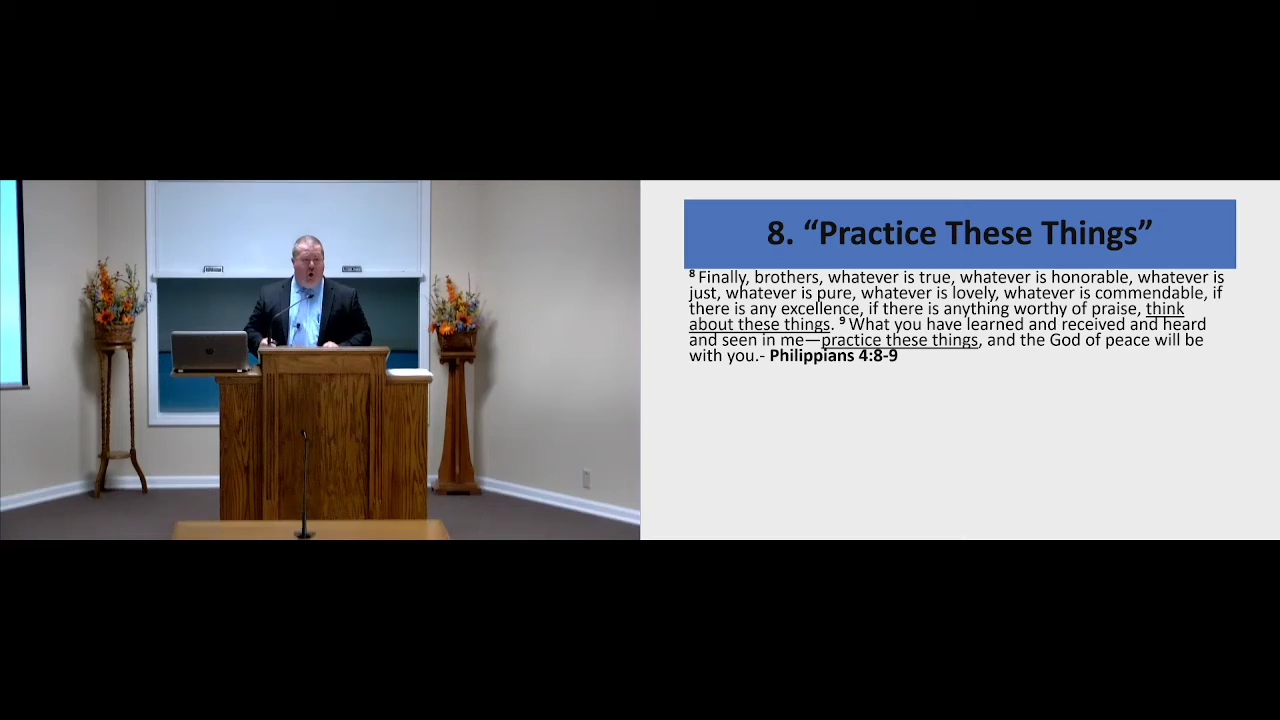 8. “Practice These Things”
8 Finally, brothers, whatever is true, whatever is honorable, whatever is
just, whatever is pure, whatever is lovely, whatever is commendable, if
there is any excellence, if there is anything worthy of praise, think
about these things. 9 What you have learned and received and heard
and seen in me—practice these things, and the God of peace will be
with you.- Philippians 4:8-9